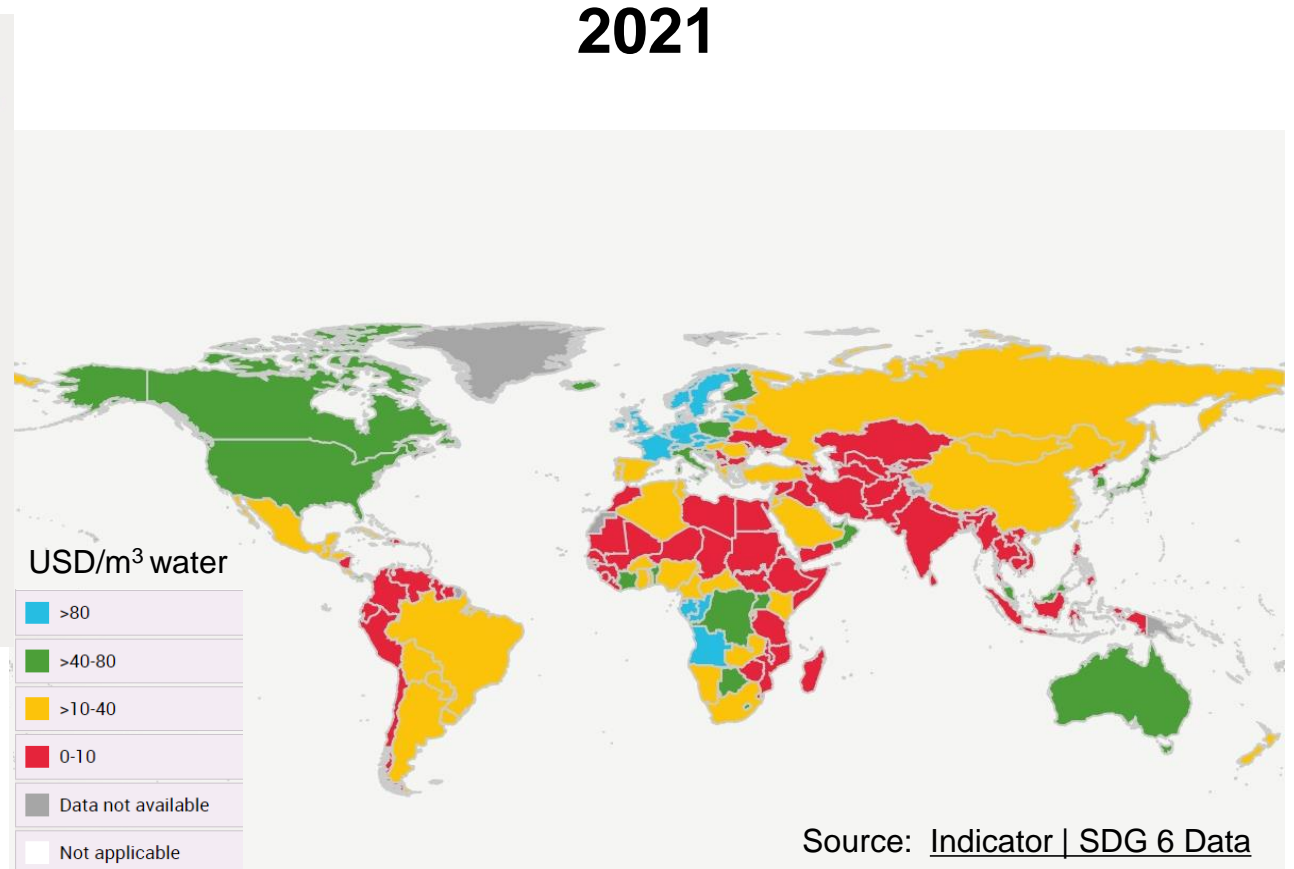 2021
USD/m³ water
>80
>40-80
>10-40
0-10
Data not available
Not applicable
Source: Indicator | SDG 6 Data